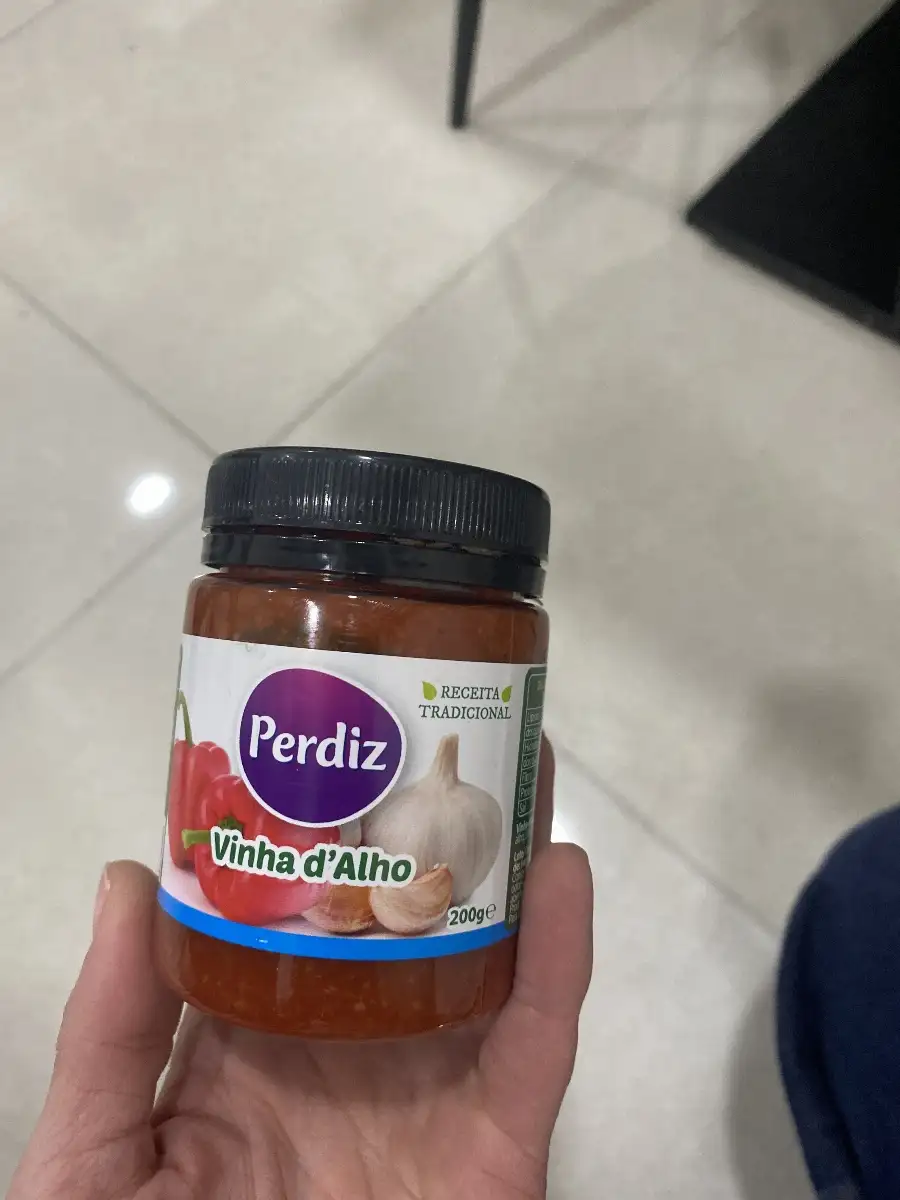 Perdiz
RECEITA
TRADICIONAL
Vinha d'Alho
200g℮